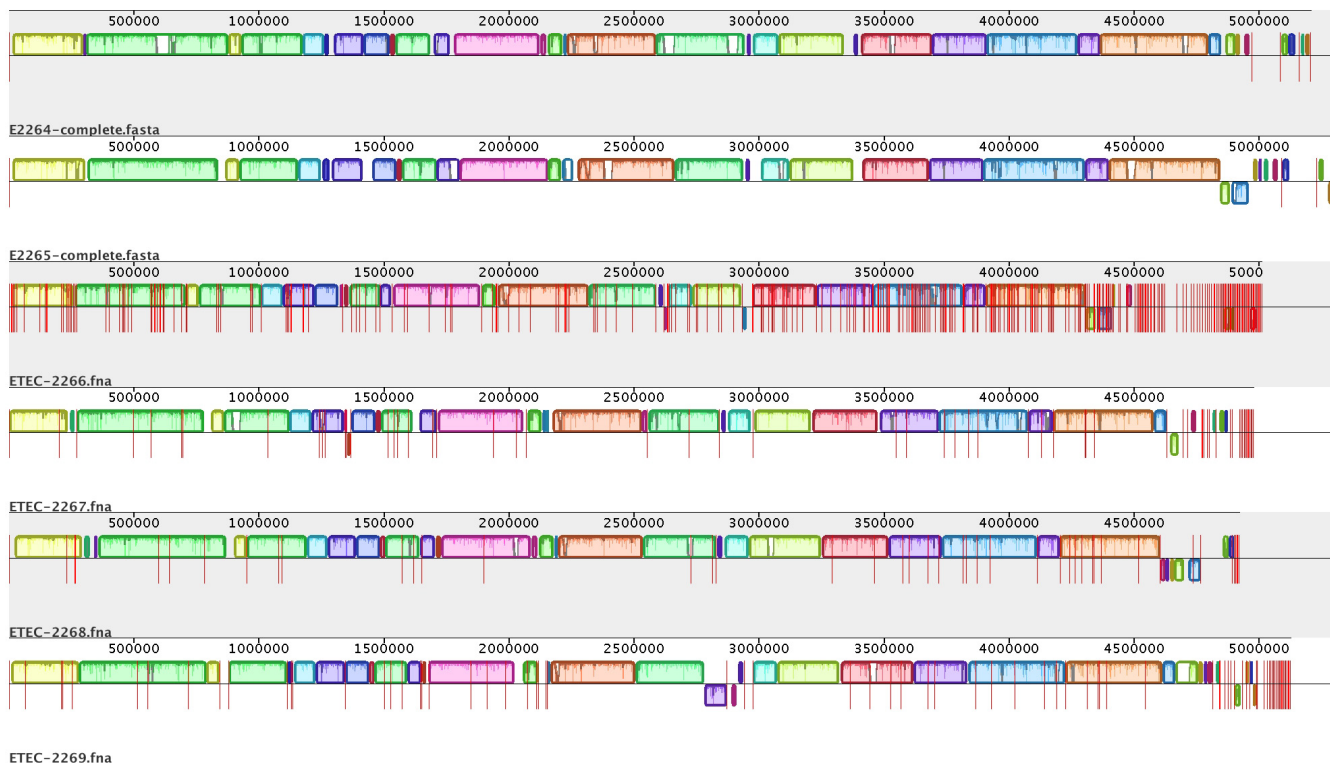 500000 1000000 1500000 2000000 2500000 3000000 3500000 4000000 4500000 5000000
E2264-complete.fasta
500000 1000000 1500000 2000000 2500000 3000000 3500000 4000000 4500000 5000000
E2265-complete.fasta
500000 1000000 1500000 2000000 2500000 3000000 3500000 4000000 4500000 5000
ETEC-2266.fna
500000 1000000 1500000 2000000 2500000 3000000 3500000 4000000 4500000
ETEC-2267.fna
500000 1000000 1500000 2000000 2500000 3000000 3500000 4000000 4500000
ETEC-2268.fna
500000 1000000 1500000 2000000 2500000 3000000 3500000 4000000 4500000 5000000
ETEC-2269.fna